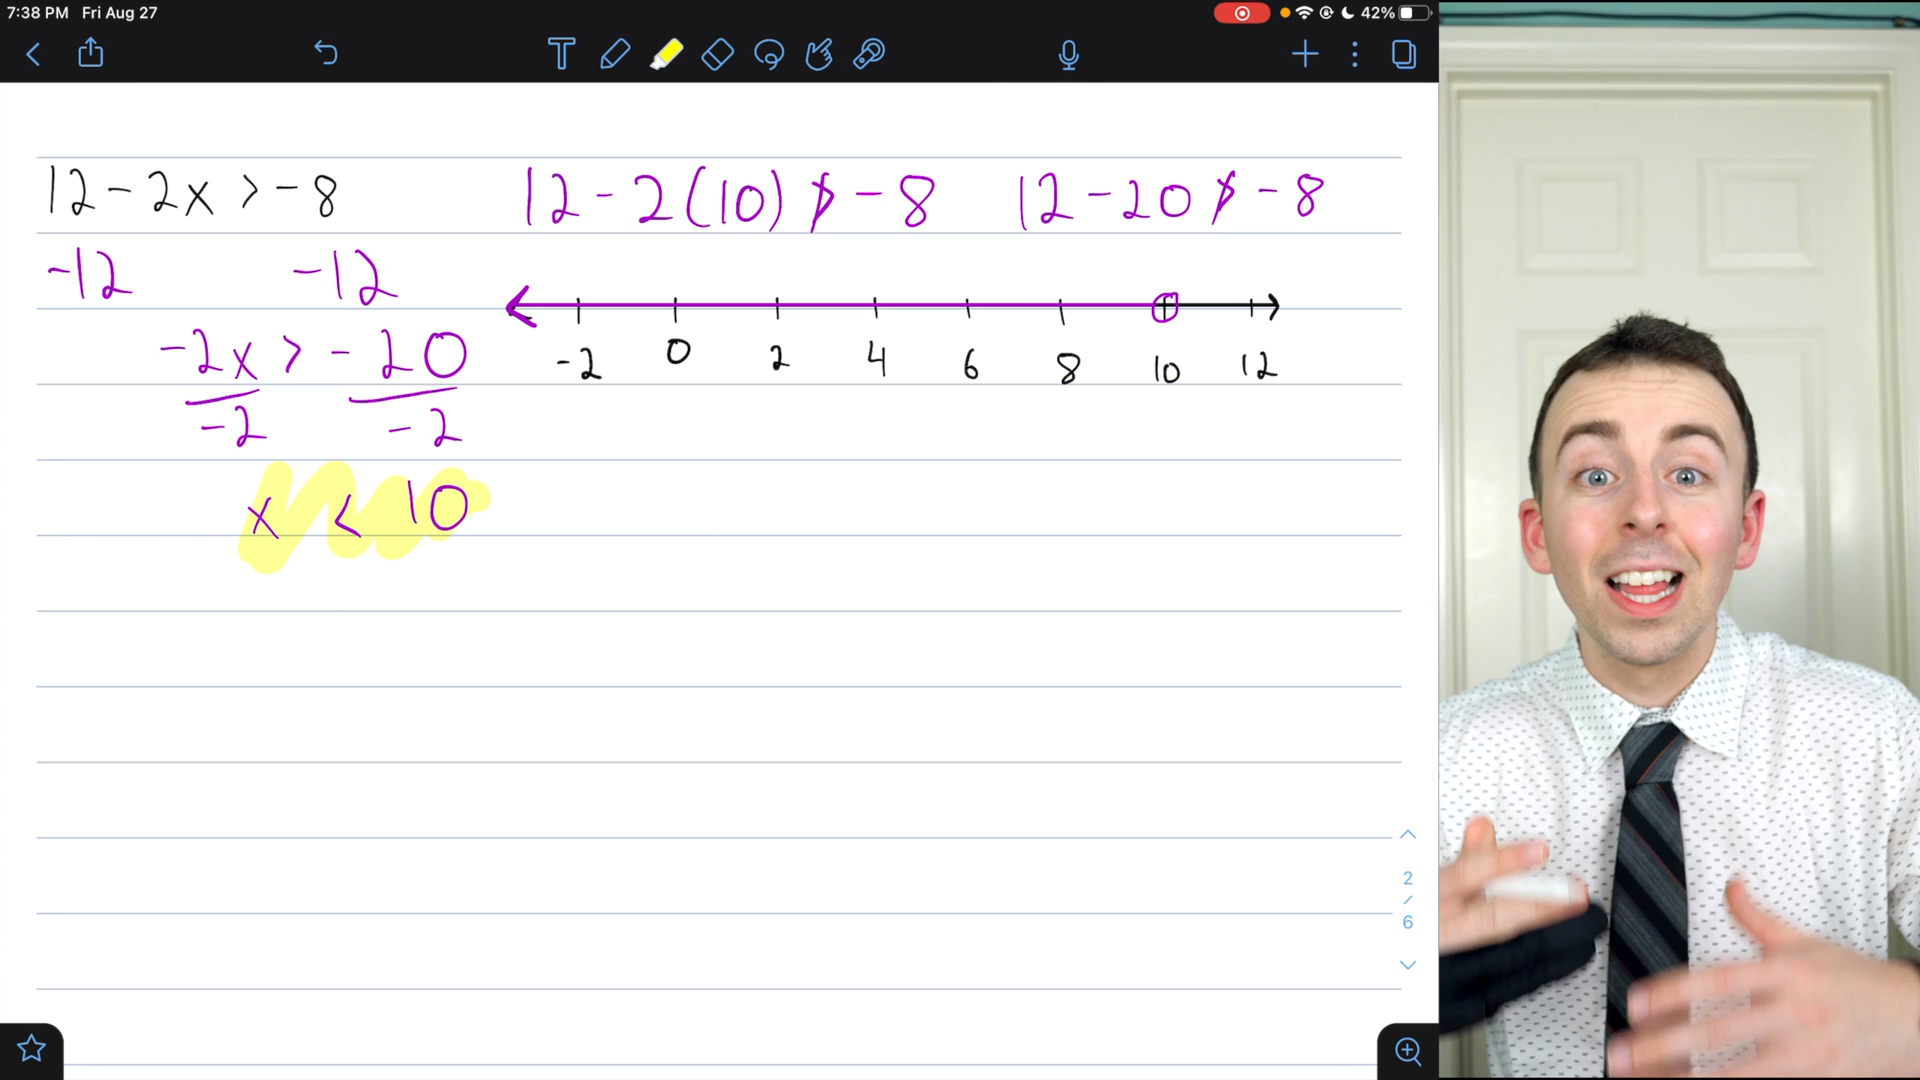 7:38 PM Fri Aug 27 42%
12 - 2x > -8
12 - 2(10) ≯ -8
12 - 20 ≯ -8
-12 -12
-2x > -20
-2 -2
x < 10
-2 0 2 4 6 8 10 12
2
/
6